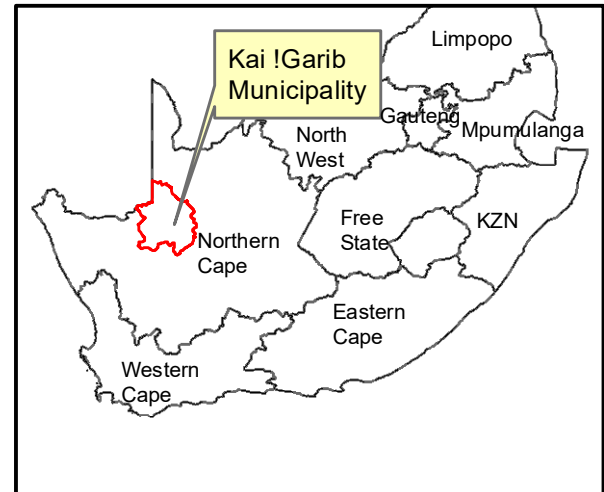 Limpopo
Kai !Garib
Municipality
Gauteng
Mpumulanga
North
West
Free
State
KZN
Northern
Cape
Eastern
Cape
Western
Cape